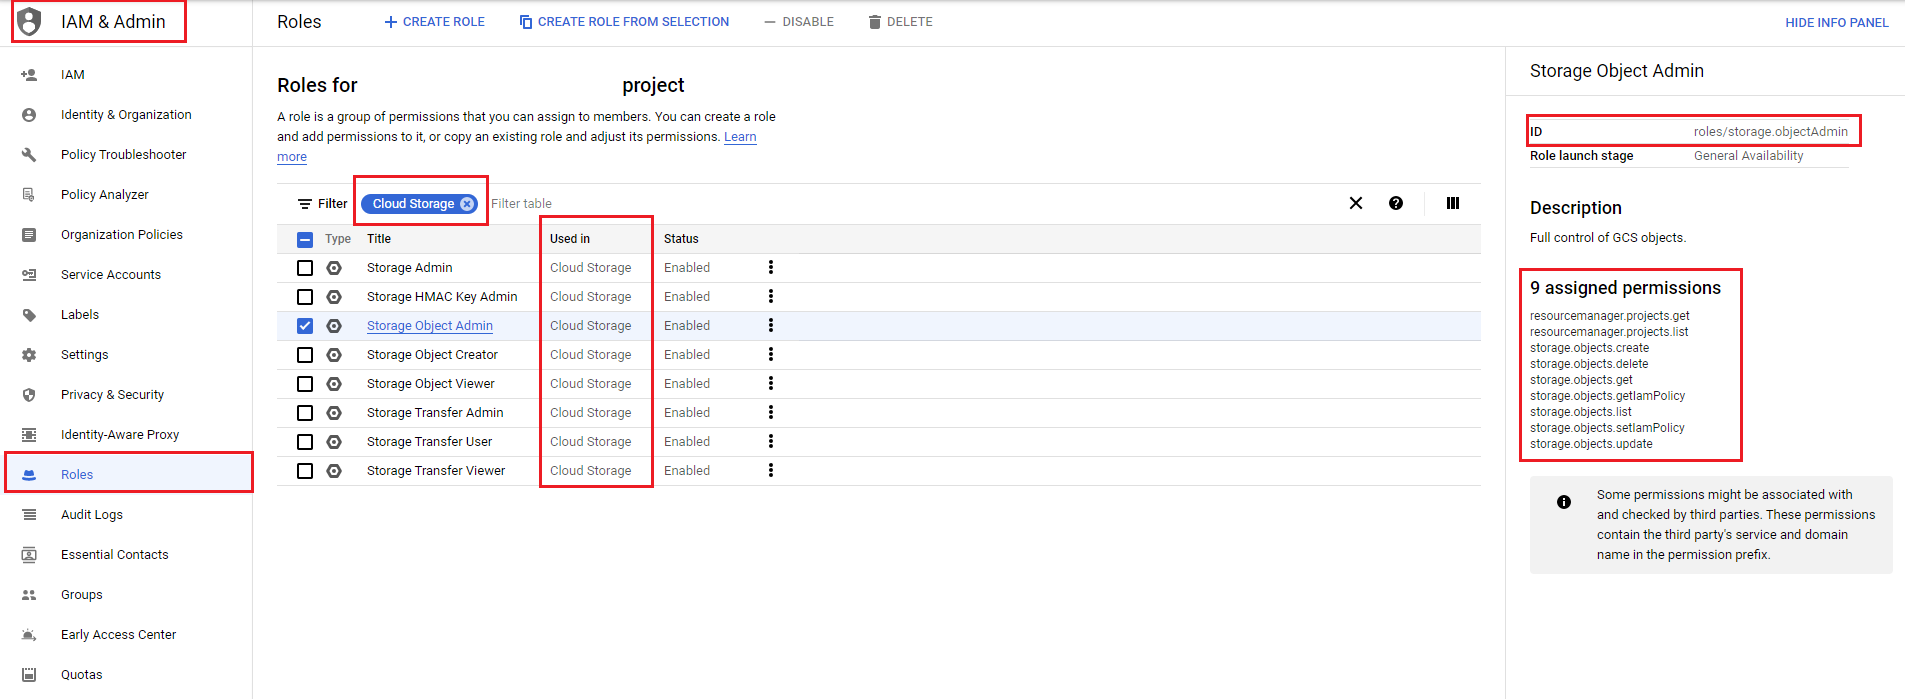 IAM & Admin
IAM
Identity & Organization
Policy Troubleshooter
Policy Analyzer
Organization Policies
Service Accounts
Labels
Settings
Privacy & Security
Identity-Aware Proxy
Roles
Audit Logs
Essential Contacts
Groups
Early Access Center
Quotas
Roles
CREATE ROLE
CREATE ROLE FROM SELECTION
DISABLE
DELETE
HIDE INFO PANEL
Roles for project
A role is a group of permissions that you can assign to members. You can create a role
and add permissions to it, or copy an existing role and adjust its permissions. Learn
more
Filter Cloud Storage Filter table
Type Title Used in Status
Storage Admin Cloud Storage Enabled
Storage HMAC Key Admin Cloud Storage Enabled
Storage Object Admin Cloud Storage Enabled
Storage Object Creator Cloud Storage Enabled
Storage Object Viewer Cloud Storage Enabled
Storage Transfer Admin Cloud Storage Enabled
Storage Transfer User Cloud Storage Enabled
Storage Transfer Viewer Cloud Storage Enabled
Storage Object Admin
ID roles/storage.objectAdmin
Role launch stage General Availability
Description
Full control of GCS objects.
9 assigned permissions
resourcemanager.projects.get
resourcemanager.projects.list
storage.objects.create
storage.objects.delete
storage.objects.get
storage.objects.getIamPolicy
storage.objects.list
storage.objects.setIamPolicy
storage.objects.update
Some permissions might be associated with
and checked by third parties. These permissions
contain the third party's service and domain
name in the permission prefix.